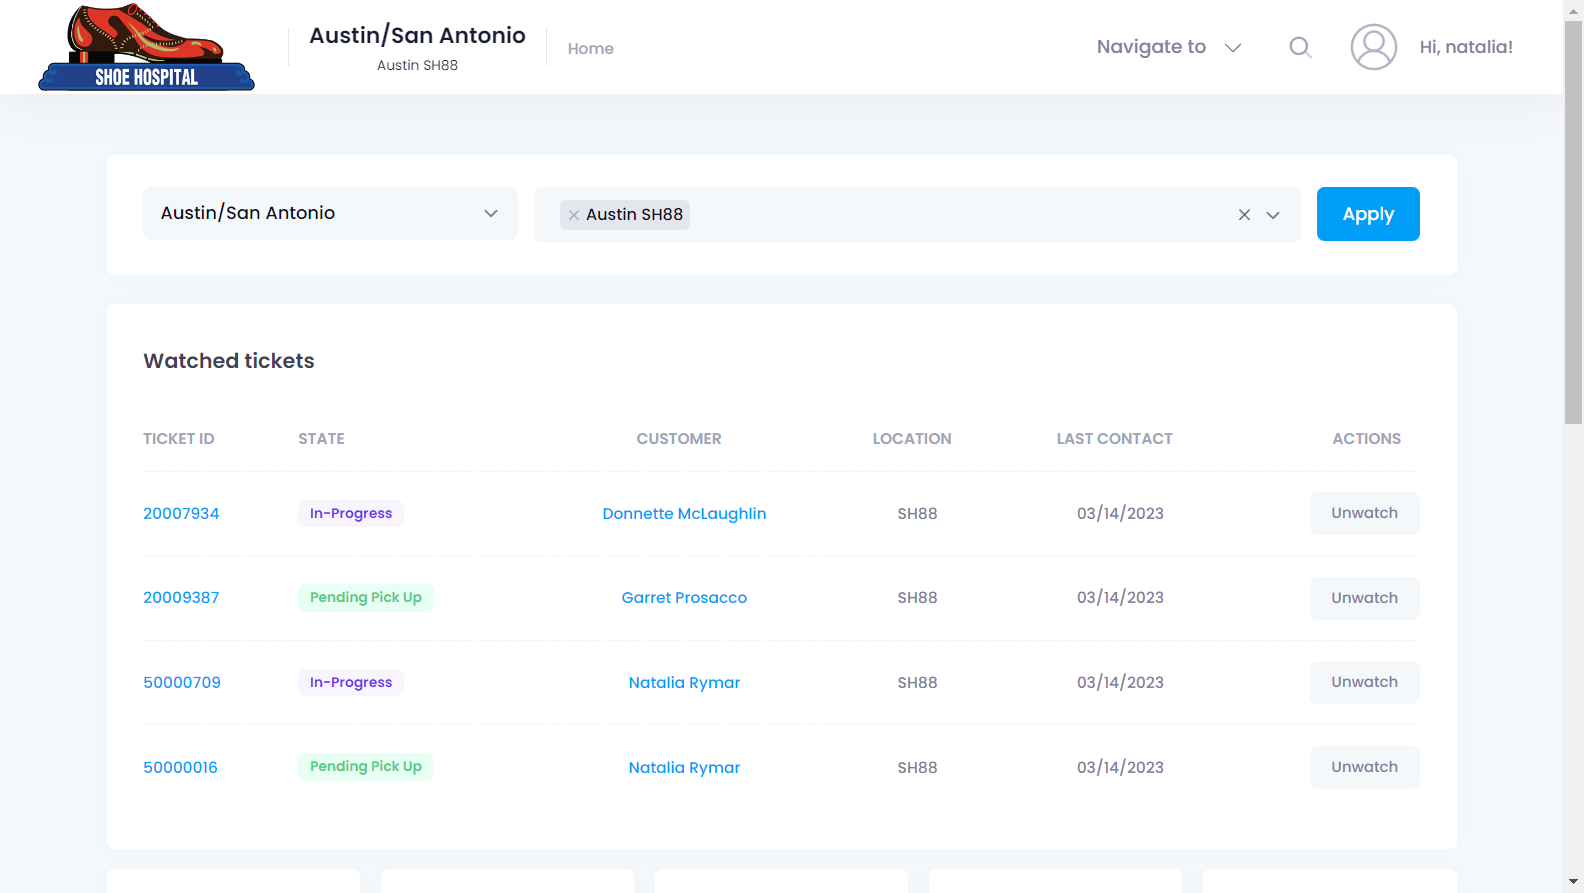 SHOE HOSPITAL
Austin/San Antonio
Austin SH88
Home
Navigate to
Hi, natalia!
Austin/San Antonio
Austin SH88
Apply
Watched tickets
TICKET ID STATE CUSTOMER LOCATION LAST CONTACT ACTIONS
20007934 In-Progress Donnette McLaughlin SH88 03/14/2023 Unwatch
20009387 Pending Pick Up Garret Prosacco SH88 03/14/2023 Unwatch
50000709 In-Progress Natalia Rymar SH88 03/14/2023 Unwatch
50000016 Pending Pick Up Natalia Rymar SH88 03/14/2023 Unwatch